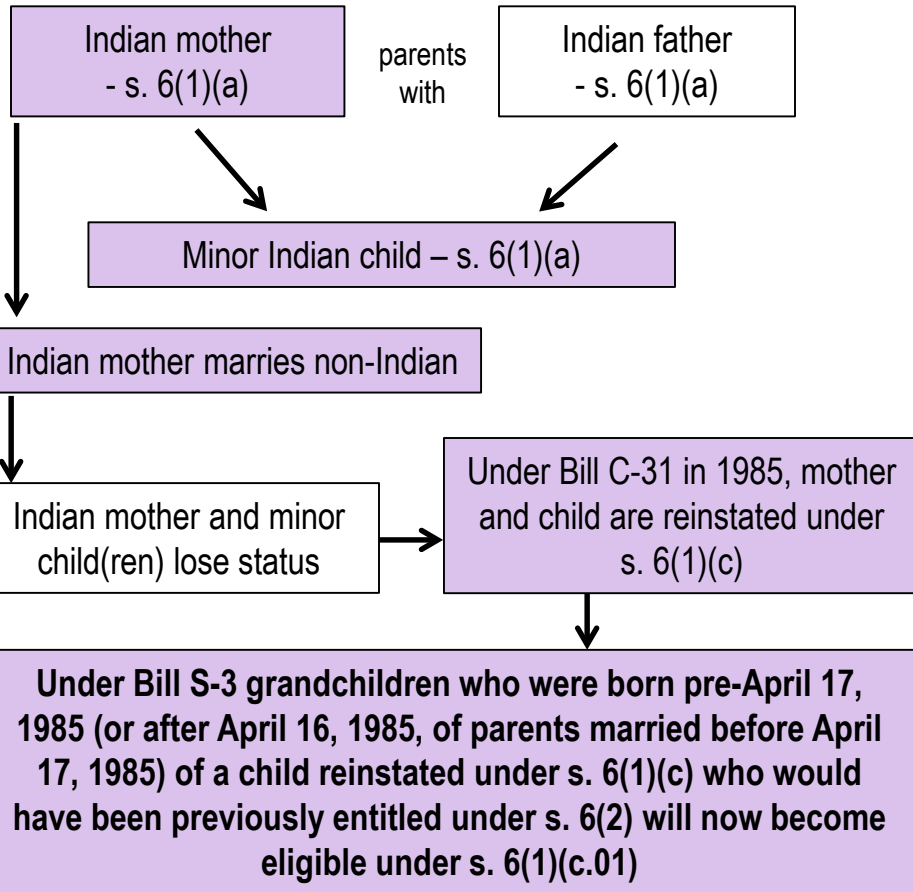 Indian mother
- s. 6(1)(a)
parents
with
Indian father
- s. 6(1)(a)
Minor Indian child – s. 6(1)(a)
Indian mother marries non-Indian
Indian mother and minor
child(ren) lose status
Under Bill C-31 in 1985, mother
and child are reinstated under
s. 6(1)(c)
Under Bill S-3 grandchildren who were born pre-April 17,
1985 (or after April 16, 1985, of parents married before April
17, 1985) of a child reinstated under s. 6(1)(c) who would
have been previously entitled under s. 6(2) will now become
eligible under s. 6(1)(c.01)